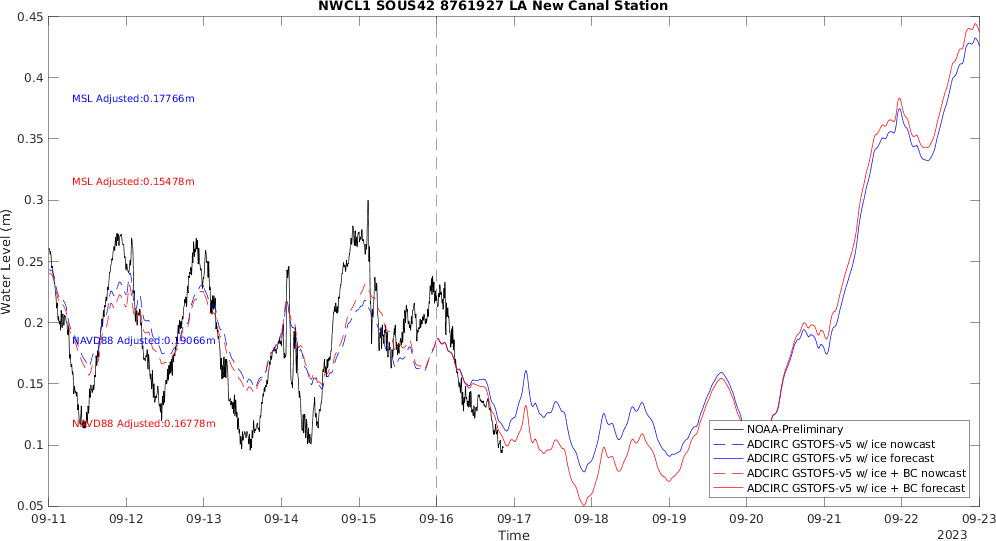 NWCL1 SOUS42 8761927 LA New Canal Station
0.45
0.4
0.35
0.3
0.25
0.2
0.15
0.1
0.05
Water Level (m)
MSL Adjusted:0.17766m
MSL Adjusted:0.15478m
NAVD88 Adjusted:0.19066m
NAVD88 Adjusted:0.16778m
NOAA-Preliminary
ADCIRC GSTOFS-v5 w/ ice nowcast
ADCIRC GSTOFS-v5 w/ ice forecast
ADCIRC GSTOFS-v5 w/ ice + BC nowcast
ADCIRC GSTOFS-v5 w/ ice + BC forecast
09-11 09-12 09-13 09-14 09-15 09-16 09-17 09-18 09-19 09-20 09-21 09-22 09-23
Time
2023